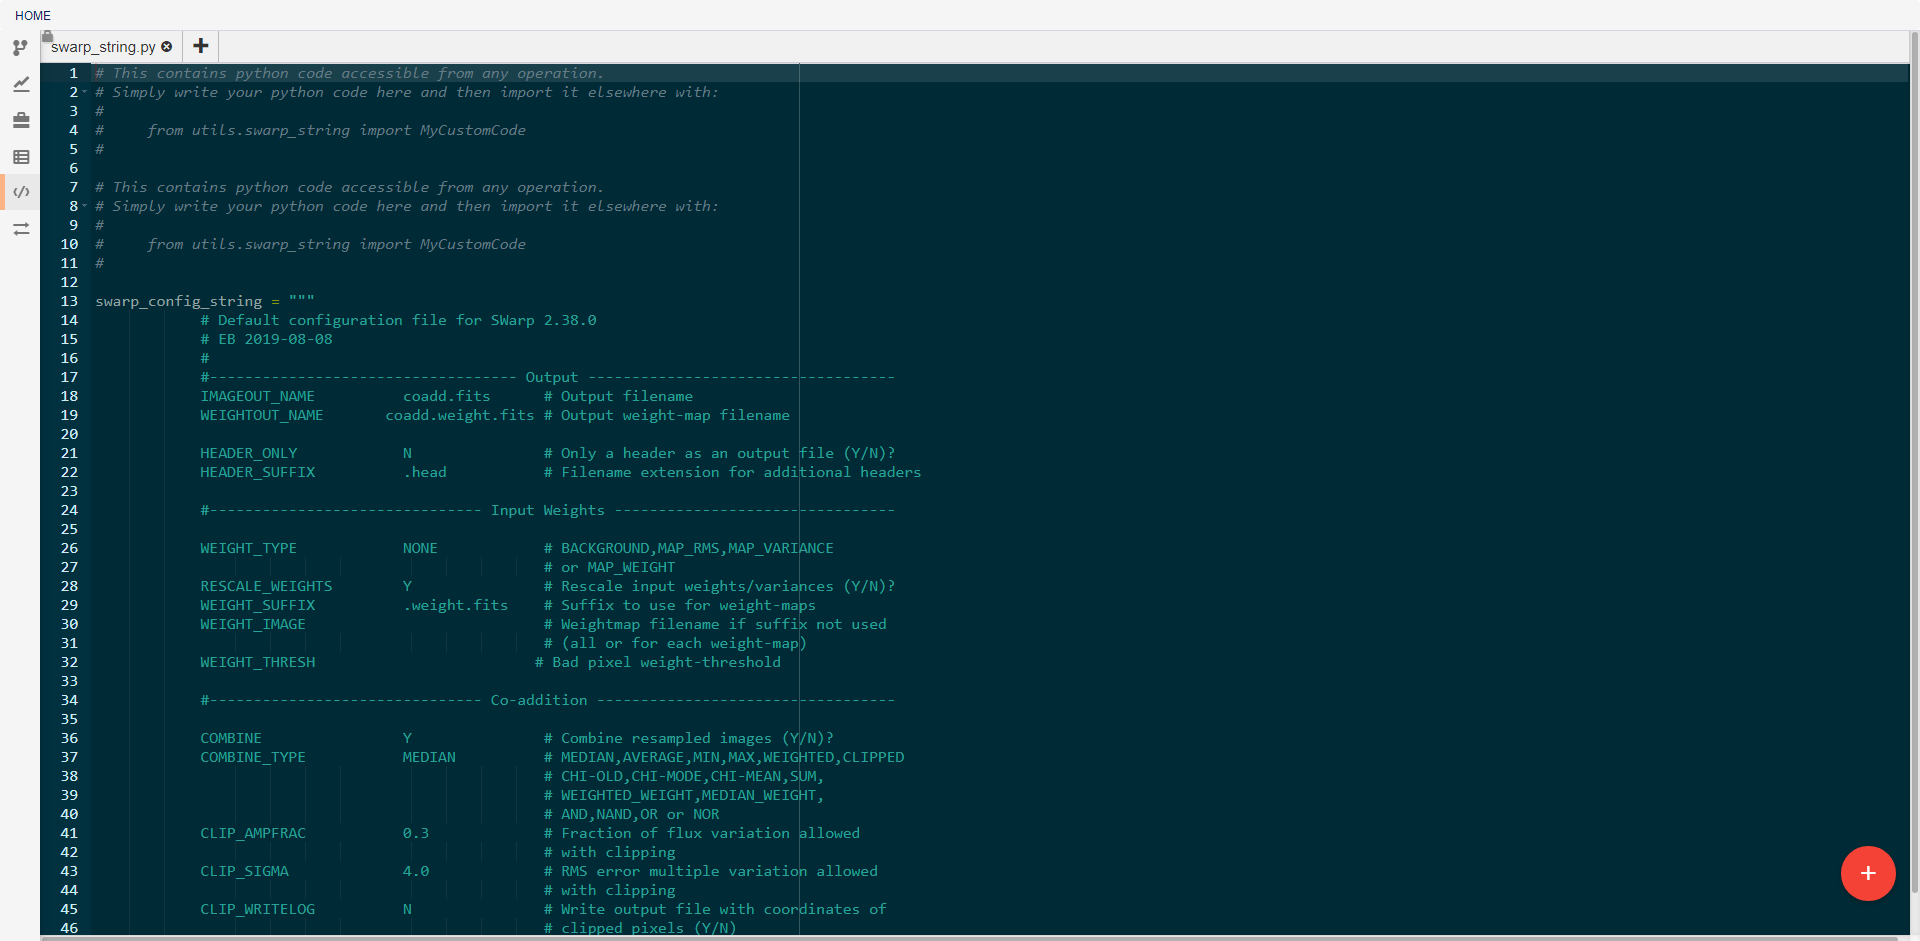 HOME
swarp_string.py
1 # This contains python code accessible from any operation.
2 # Simply write your python code here and then import it elsewhere with:
3 #
4 #     from utils.swarp_string import MyCustomCode
5 #
6
7 # This contains python code accessible from any operation.
8 # Simply write your python code here and then import it elsewhere with:
9 #
10 #     from utils.swarp_string import MyCustomCode
11 #
12
13 swarp_config_string = """
14             # Default configuration file for SWarp 2.38.0
15             # EB 2019-08-08
16             #
17             #----------------------------------- Output -----------------------------------
18             IMAGEOUT_NAME          coadd.fits      # Output filename
19             WEIGHTOUT_NAME       coadd.weight.fits # Output weight-map filename
20
21             HEADER_ONLY            N               # Only a header as an output file (Y/N)?
22             HEADER_SUFFIX          .head           # Filename extension for additional headers
23
24             #------------------------------- Input Weights --------------------------------
25
26             WEIGHT_TYPE            NONE            # BACKGROUND,MAP_RMS,MAP_VARIANCE
27                                                    # or MAP_WEIGHT
28             RESCALE_WEIGHTS        Y               # Rescale input weights/variances (Y/N)?
29             WEIGHT_SUFFIX          .weight.fits    # Suffix to use for weight-maps
30             WEIGHT_IMAGE                           # Weightmap filename if suffix not used
31                                                    # (all or for each weight-map)
32             WEIGHT_THRESH                         # Bad pixel weight-threshold
33
34             #------------------------------- Co-addition ----------------------------------
35
36             COMBINE                Y               # Combine resampled images (Y/N)?
37             COMBINE_TYPE           MEDIAN          # MEDIAN,AVERAGE,MIN,MAX,WEIGHTED,CLIPPED
38                                                    # CHI-OLD,CHI-MODE,CHI-MEAN,SUM,
39                                                    # WEIGHTED_WEIGHT,MEDIAN_WEIGHT,
40                                                    # AND,NAND,OR or NOR
41             CLIP_AMPFRAC           0.3             # Fraction of flux variation allowed
42                                                    # with clipping
43             CLIP_SIGMA             4.0             # RMS error multiple variation allowed
44                                                    # with clipping
45             CLIP_WRITELOG          N               # Write output file with coordinates of
46                                                    # clipped pixels (Y/N)